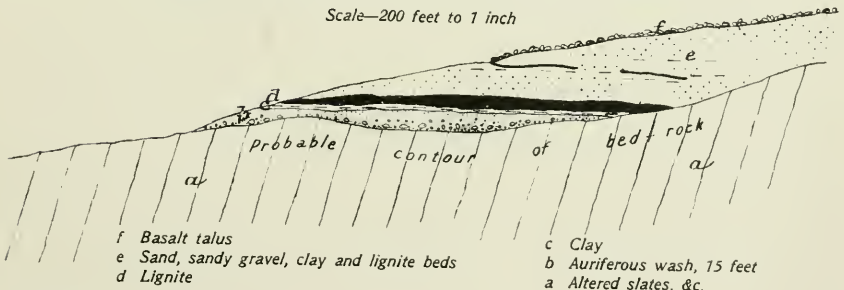 Scale—200 feet to 1 inch
f
e
d
c
b
Probable contour of bed-rock
a
a
f Basalt talus
e Sand, sandy gravel, clay and lignite beds
d Lignite
c Clay
b Auriferous wash, 15 feet
a Altered slates, &c.